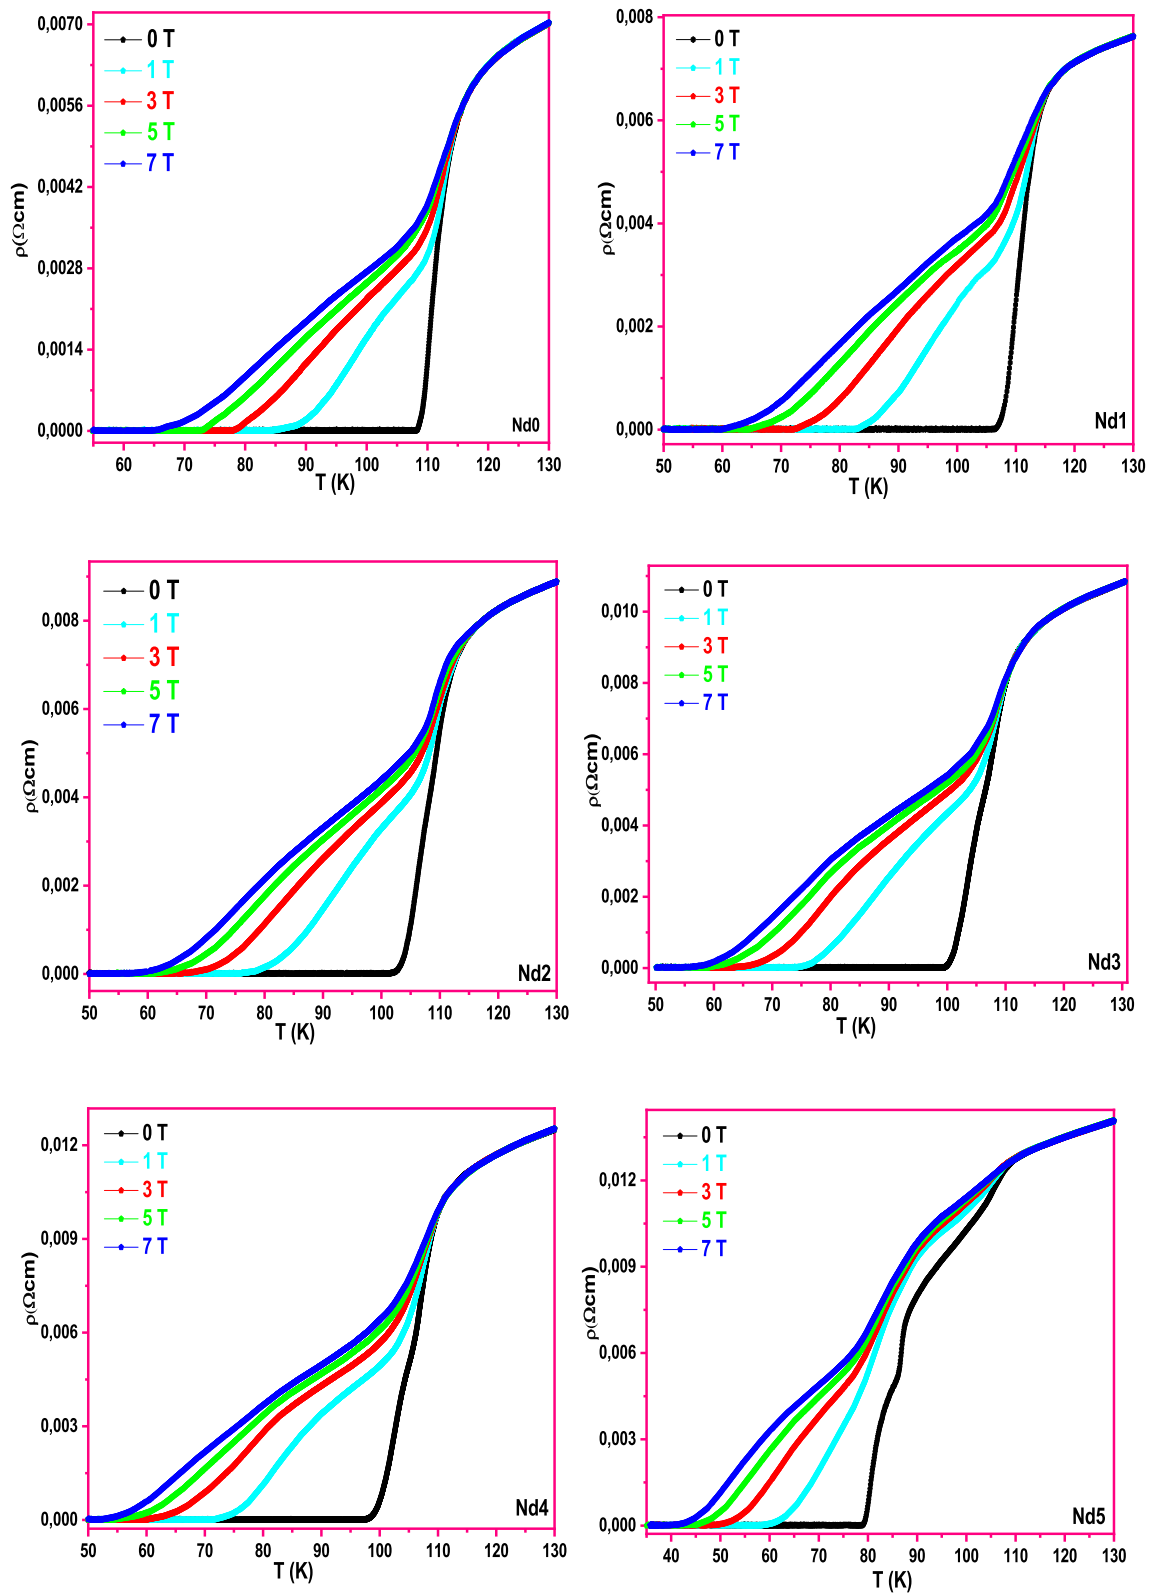 0,0070
0,0056
0,0042
0,0028
0,0014
0,0000
ρ(Ωcm)
0 T
1 T
3 T
5 T
7 T
Nd0
60 70 80 90 100 110 120 130
T (K)
0,008
0,006
0,004
0,002
0,000
ρ(Ωcm)
0 T
1 T
3 T
5 T
7 T
Nd1
50 60 70 80 90 100 110 120 130
T (K)
0,008
0,006
0,004
0,002
0,000
ρ(Ωcm)
0 T
1 T
3 T
5 T
7 T
Nd2
50 60 70 80 90 100 110 120 130
T (K)
0,010
0,008
0,006
0,004
0,002
0,000
ρ(Ωcm)
0 T
1 T
3 T
5 T
7 T
Nd3
50 60 70 80 90 100 110 120 130
T (K)
0,012
0,009
0,006
0,003
0,000
ρ(Ωcm)
0 T
1 T
3 T
5 T
7 T
Nd4
50 60 70 80 90 100 110 120 130
T (K)
0,012
0,009
0,006
0,003
0,000
ρ(Ωcm)
0 T
1 T
3 T
5 T
7 T
Nd5
40 50 60 70 80 90 100 110 120 130
T (K)